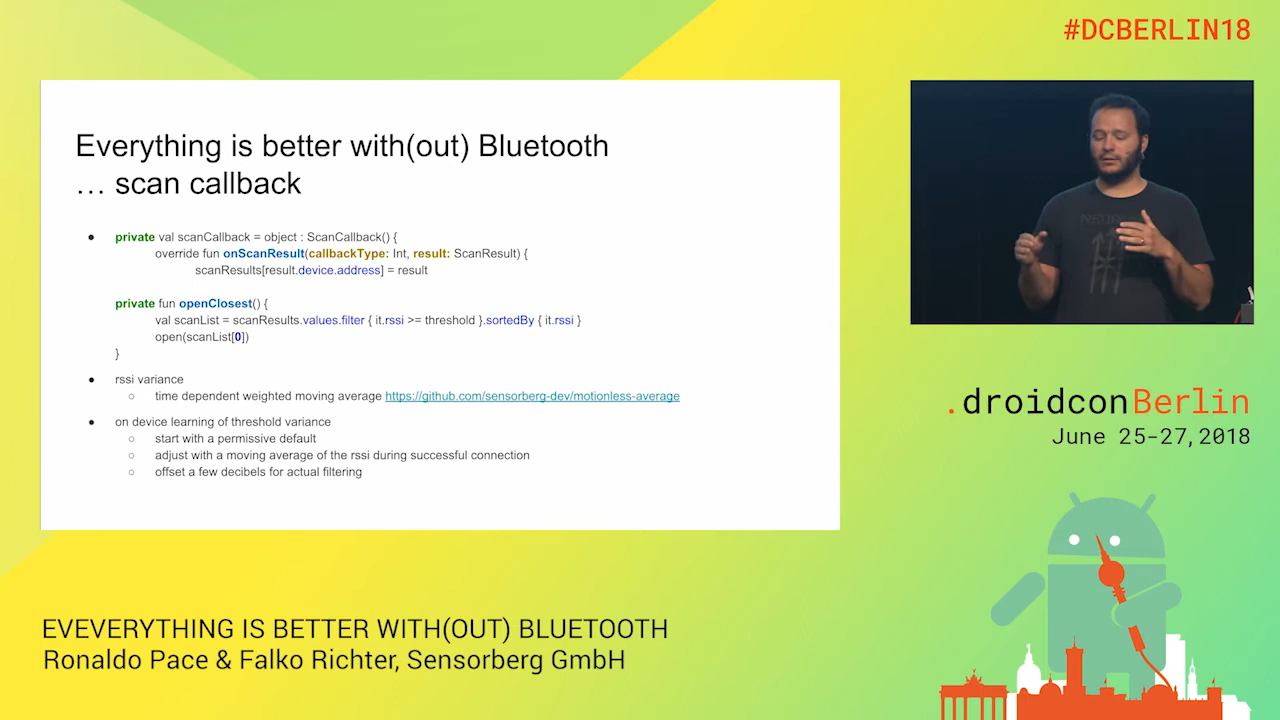 #DCBERLIN18
Everything is better with(out) Bluetooth
… scan callback
● private val scanCallback = object : ScanCallback() {
override fun onScanResult(callbackType: Int, result: ScanResult) {
scanResults[result.device.address] = result
private fun openClosest() {
val scanList = scanResults.values.filter { it.rssi >= threshold }.sortedBy { it.rssi }
open(scanList[0])
}
● rssi variance
○ time dependent weighted moving average https://github.com/sensorberg-dev/motionless-average
● on device learning of threshold variance
○ start with a permissive default
○ adjust with a moving average of the rssi during successful connection
○ offset a few decibels for actual filtering
.droidconBerlin
June 25-27,2018
EVEVERYTHING IS BETTER WITH(OUT) BLUETOOTH
Ronaldo Pace & Falko Richter, Sensorberg GmbH